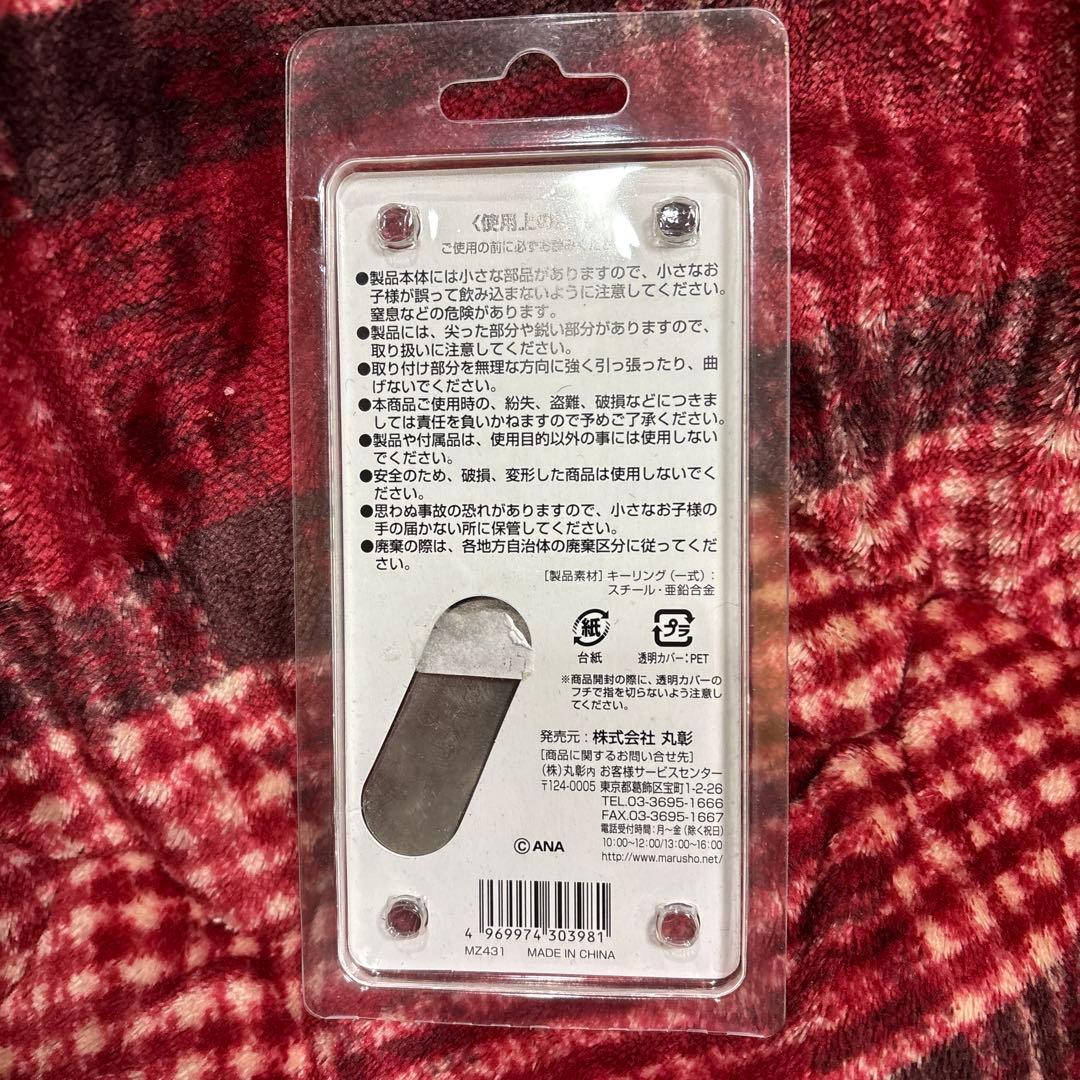 〈使用上の
ご使用の前に必ずお読みくだ
●製品本体には小さな部品がありますので、小さなお
子様が誤って飲み込まないように注意してください。
窒息などの危険があります。
●製品には、尖った部分や鋭い部分がありますので、
取り扱いに注意してください。
●取り付け部分を無理な方向に強く引っ張ったり、曲
げないでください。
●本商品ご使用時の、紛失、盗難、破損などにつきま
しては責任を負いかねますので予めご了承ください。
●製品や付属品は、使用目的以外の事には使用しない
でください。
●安全のため、破損、変形した商品は使用しないでく
ださい。
●思わぬ事故の恐れがありますので、小さなお子様の
手の届かない所に保管してください。
●廃棄の際は、各地方自治体の廃棄区分に従ってくだ
さい。
[製品素材] キーリング (一式) :
スチール・亜鉛合金
紙 プラ
台紙 透明カバー:PET
※商品開封の際に、透明カバーの
フチで指を切らないよう注意し
てください。
発売元: 株式会社 丸彰
[商品に関するお問い合せ先]
(株)丸彰内 お客様サービスセンター
〒124-0005 東京都葛飾区宝町1-2-26
TEL.03-3695-1666
FAX.03-3695-1667
電話受付時間:月〜金 (除く祝日)
10:00~12:00/13:00~16:00
http://www.marusho.net/
© ANA
4 969974 303981
MZ431 MADE IN CHINA